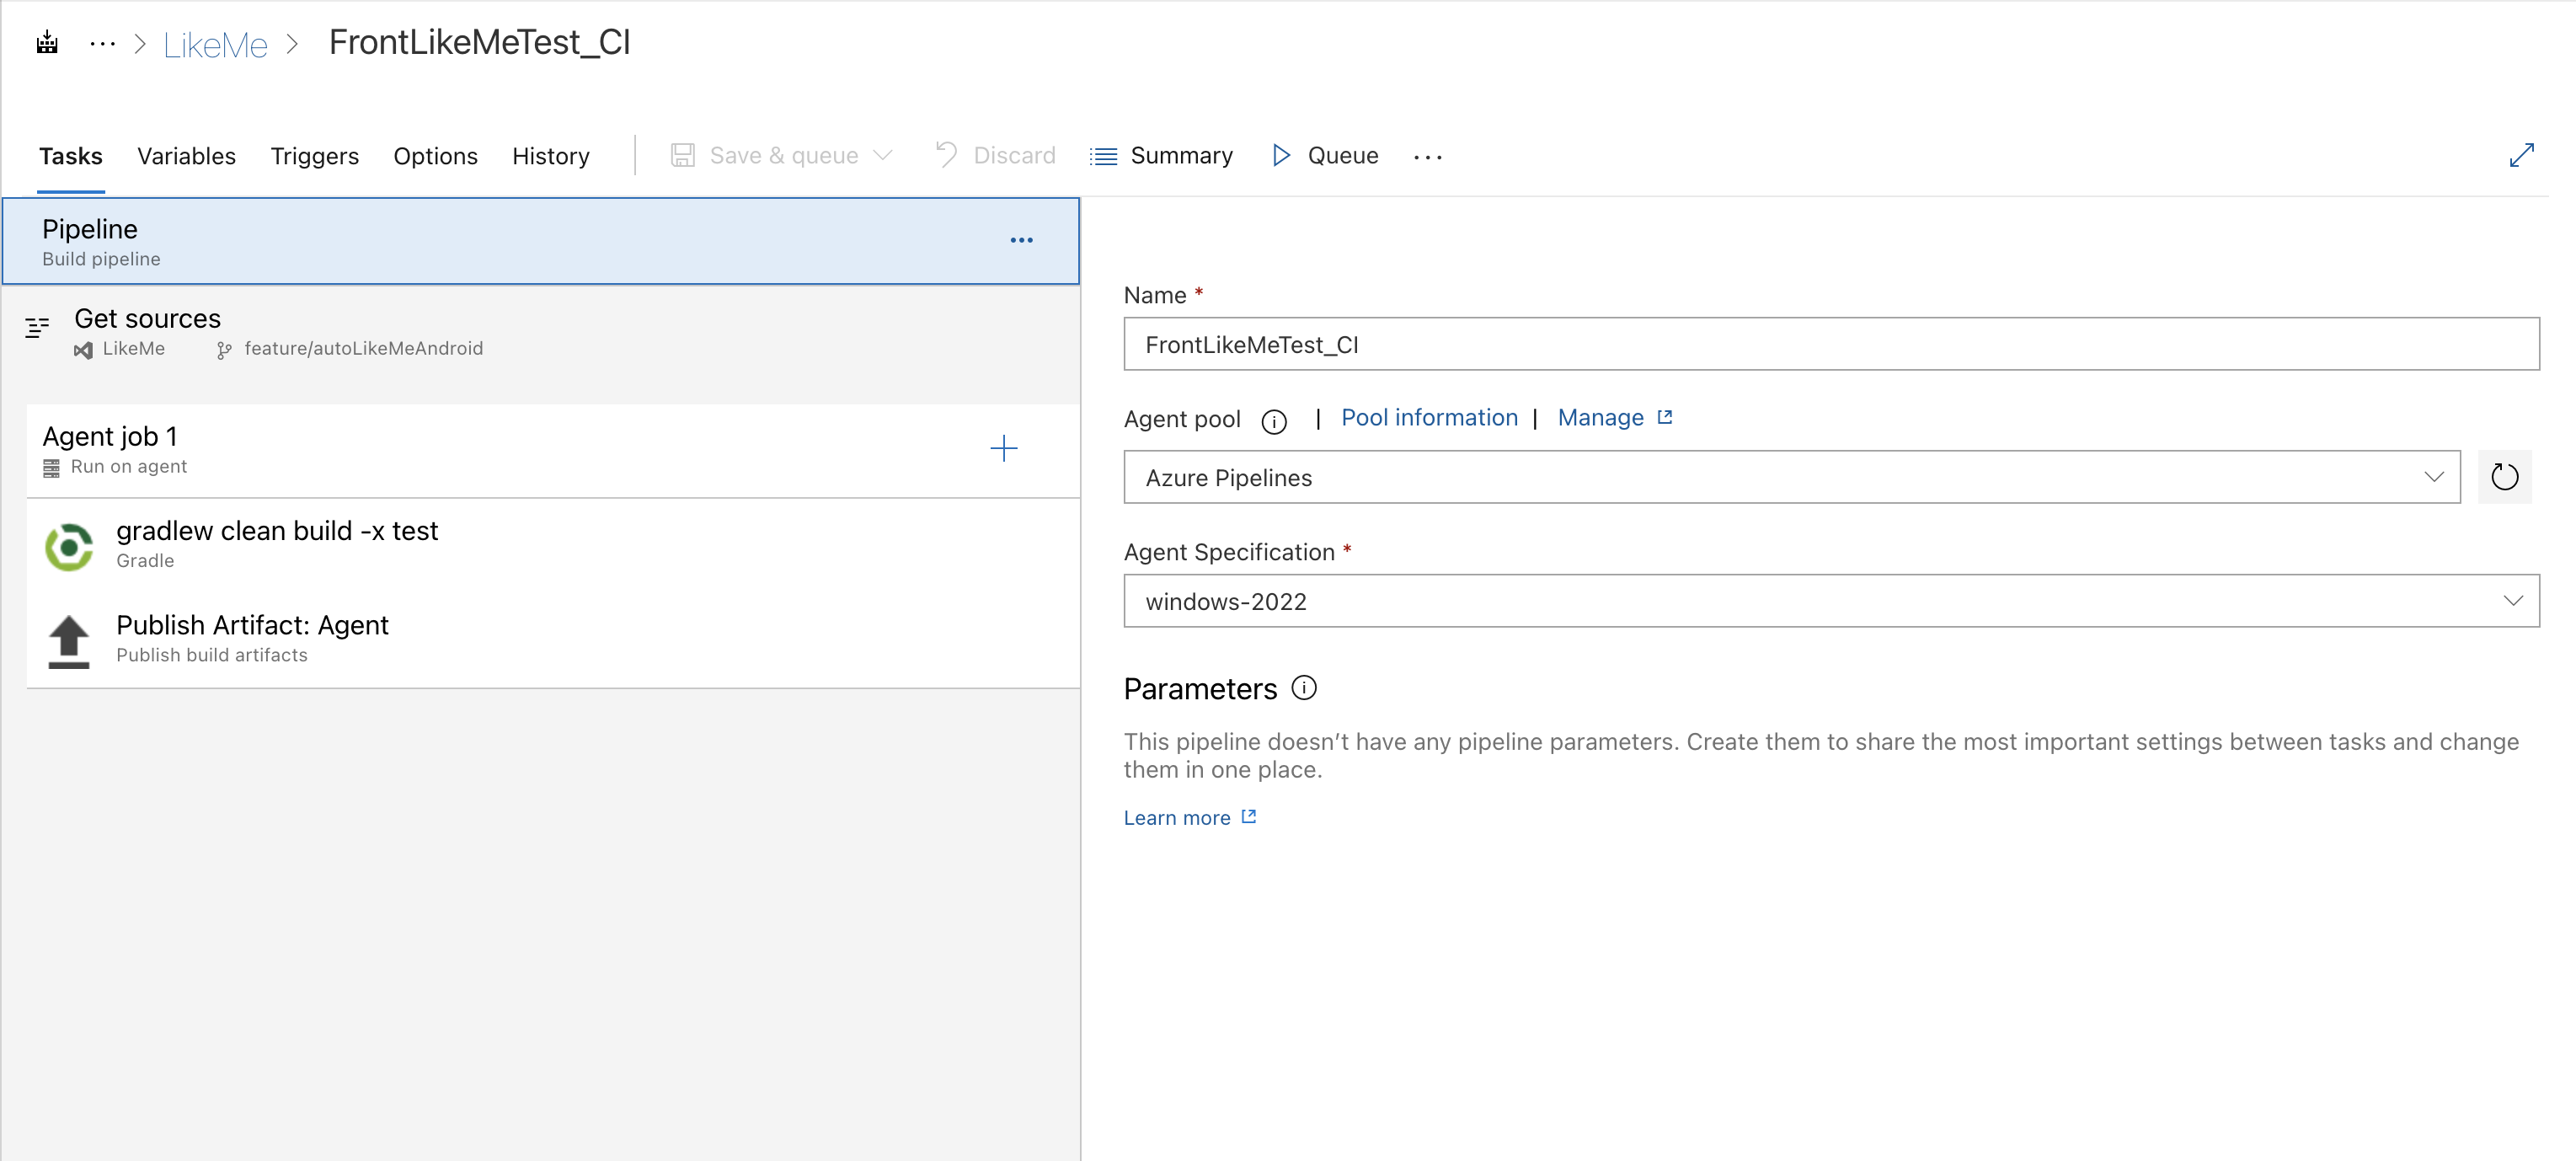 LikeMe
FrontLikeMeTest_CI
Tasks
Variables
Triggers
Options
History
Save & queue
Discard
Summary
Queue
Pipeline
Build pipeline
Get sources
LikeMe
feature/autoLikeMeAndroid
Agent job 1
Run on agent
gradlew clean build -x test
Gradle
Publish Artifact: Agent
Publish build artifacts
Name *
FrontLikeMeTest_CI
Agent pool | Pool information | Manage
Azure Pipelines
Agent Specification *
windows-2022
Parameters
This pipeline doesn't have any pipeline parameters. Create them to share the most important settings between tasks and change
them in one place.
Learn more